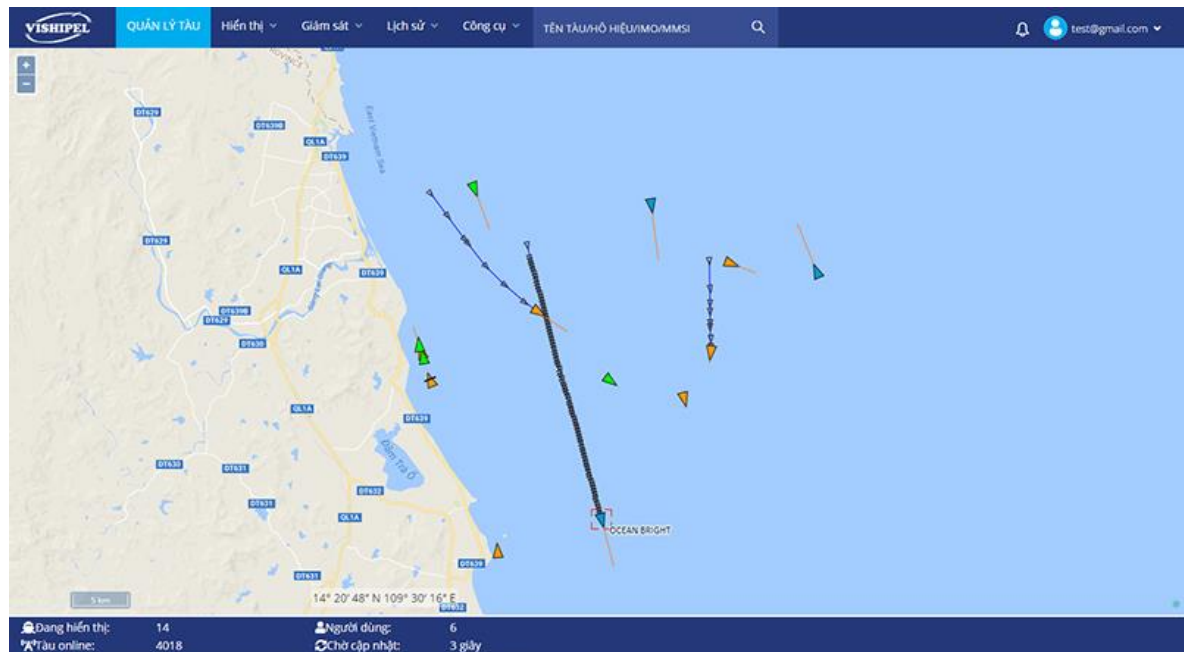 VISHIPEL
QUẢN LÝ TÀU
Hiển thị
Giám sát
Lịch sử
Công cụ
TÊN TÀU/HÔ HIỆU/IMO/MMSI
test@gmail.com
+
−
PROVINCE
DT629
DT639B
QL1A
DT639
East Vietnam Sea
DT629
QL1A
DT639
DT639B
DT629
DT630
QL1A
DT639
Đầm Trà Ổ
DT630
DT631
DT632
DT631
QL1A
OCEAN BRIGHT
DT639
DT631
5 km
14° 20' 48" N 109° 30' 16" E
DT632
Đang hiển thị: 14 Người dùng: 6
Tàu online: 4018 Chờ cập nhật: 3 giây